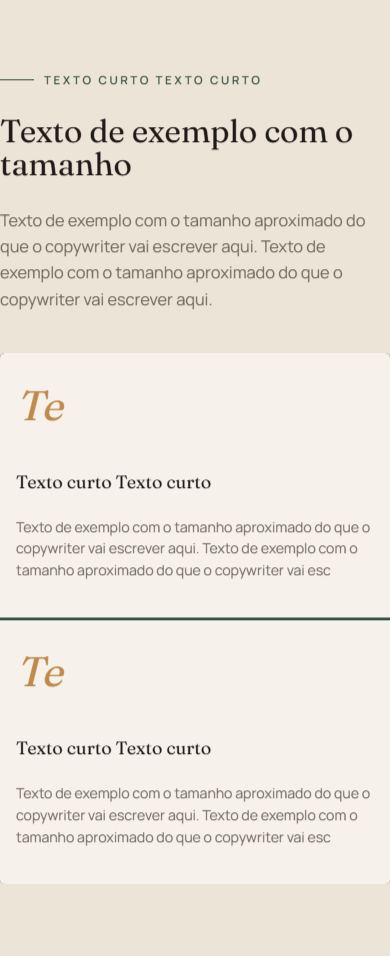 TEXTO CURTO TEXTO CURTO
Texto de exemplo com o
tamanho
Texto de exemplo com o tamanho aproximado do
que o copywriter vai escrever aqui. Texto de
exemplo com o tamanho aproximado do que o
copywriter vai escrever aqui.
Te
Texto curto Texto curto
Texto de exemplo com o tamanho aproximado do que o
copywriter vai escrever aqui. Texto de exemplo com o
tamanho aproximado do que o copywriter vai esc
Te
Texto curto Texto curto
Texto de exemplo com o tamanho aproximado do que o
copywriter vai escrever aqui. Texto de exemplo com o
tamanho aproximado do que o copywriter vai esc